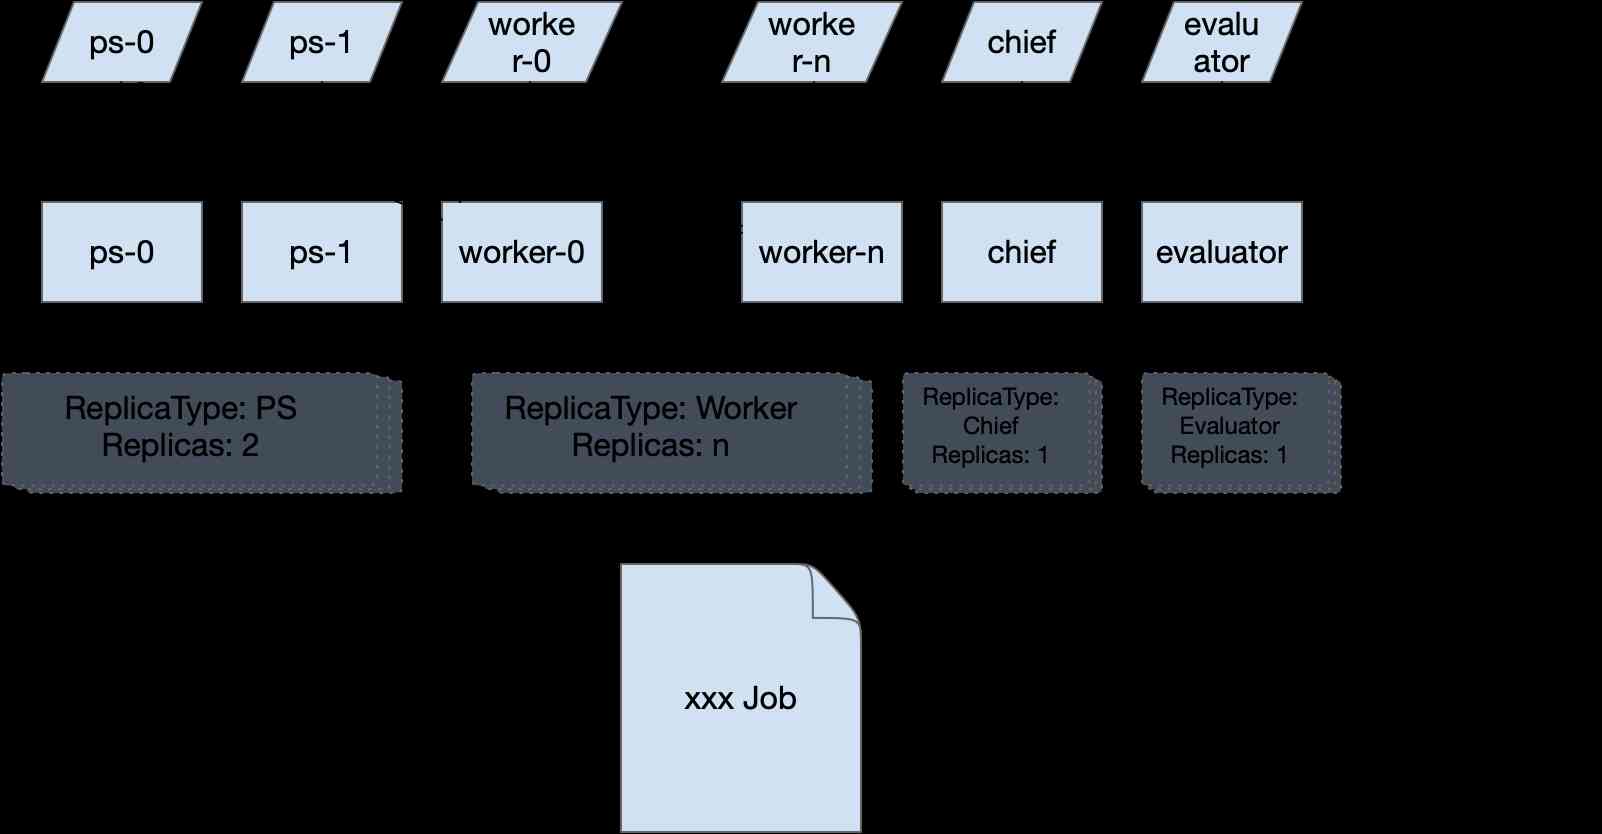 ps-0
ps-1
worke
r-0
worke
r-n
chief
evalu
ator
ps-0
ps-1
worker-0
worker-n
chief
evaluator
ReplicaType: PS
Replicas: 2
ReplicaType: Worker
Replicas: n
ReplicaType:
Chief
Replicas: 1
ReplicaType:
Evaluator
Replicas: 1
xxx Job